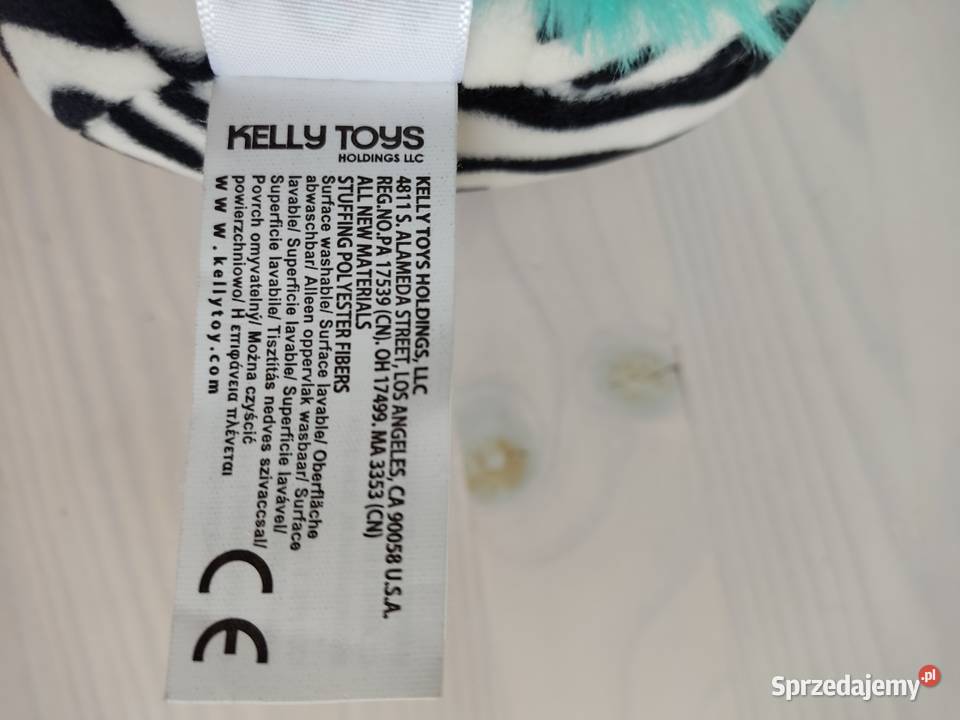 KELLY TOYS
HOLDINGS LLC
KELLY TOYS HOLDINGS, LLC
4811 S. ALAMEDA STREET, LOS ANGELES, CA 90058 U.S.A.
REG.NO.PA 17539 (CN). OH 17499. MA 3353 (CN)
ALL NEW MATERIALS
STUFFING POLYESTER FIBERS
Surface washable/ Surface lavable/ Oberfläche
abwaschbar/ Alleen oppervlak wasbaar/ Surface
lavable/ Superficie lavable/ Superficie lavável/
Superficie lavabile/ Tisztítás nedves szivaccsal/
Povrch omyvatelný/ Można czyścić
powierzchniowo/ Η επιφάνεια πλένεται
www.kellytoy.com
CE
Sprzedajemy.pl